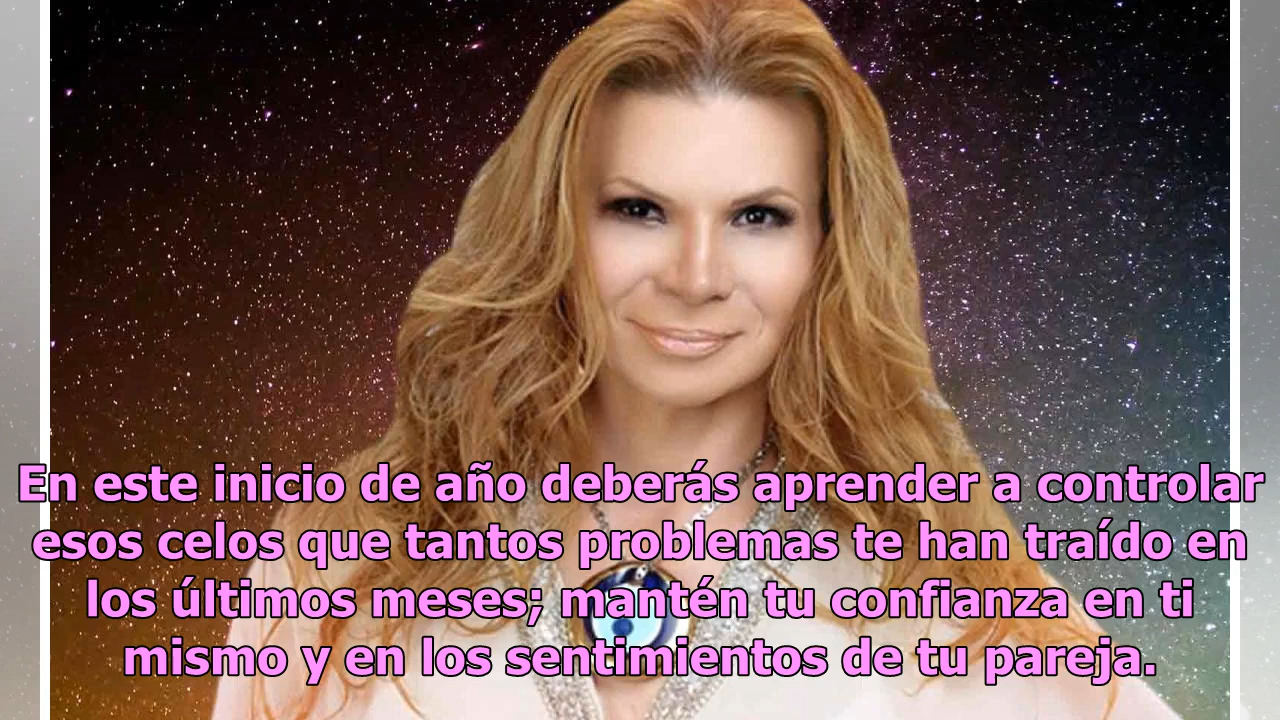 En este inicio de año deberás aprender a controlar
esos celos que tantos problemas te han traído en
los últimos meses; mantén tu confianza en ti
mismo y en los sentimientos de tu pareja.